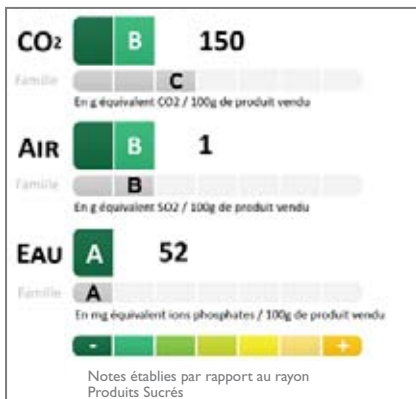 CO₂ B 150
Famille C
En g équivalent CO2 / 100g de produit vendu
AIR B 1
Famille B
En g équivalent SO2 / 100g de produit vendu
EAU A 52
Famille A
En mg équivalent ions phosphates / 100g de produit vendu
- +
Notes établies par rapport au rayon
Produits Sucrés